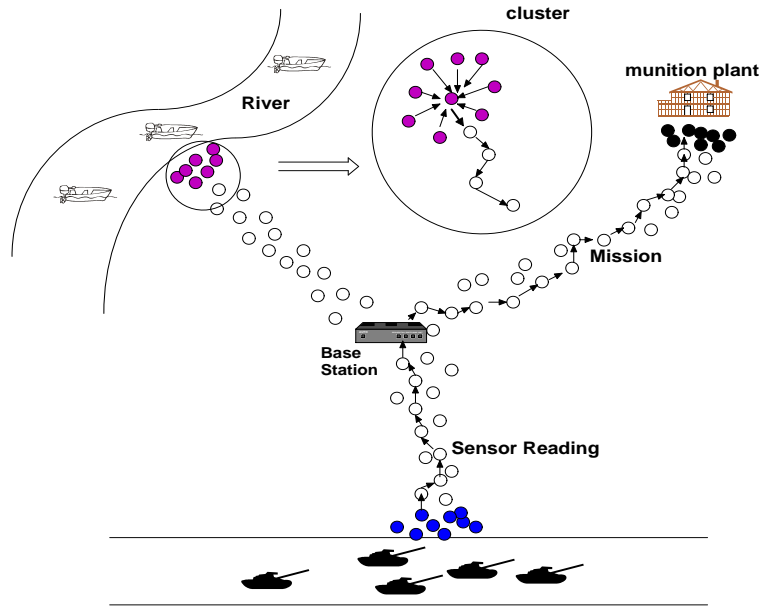 cluster
munition plant
River
Mission
Base
Station
Sensor Reading